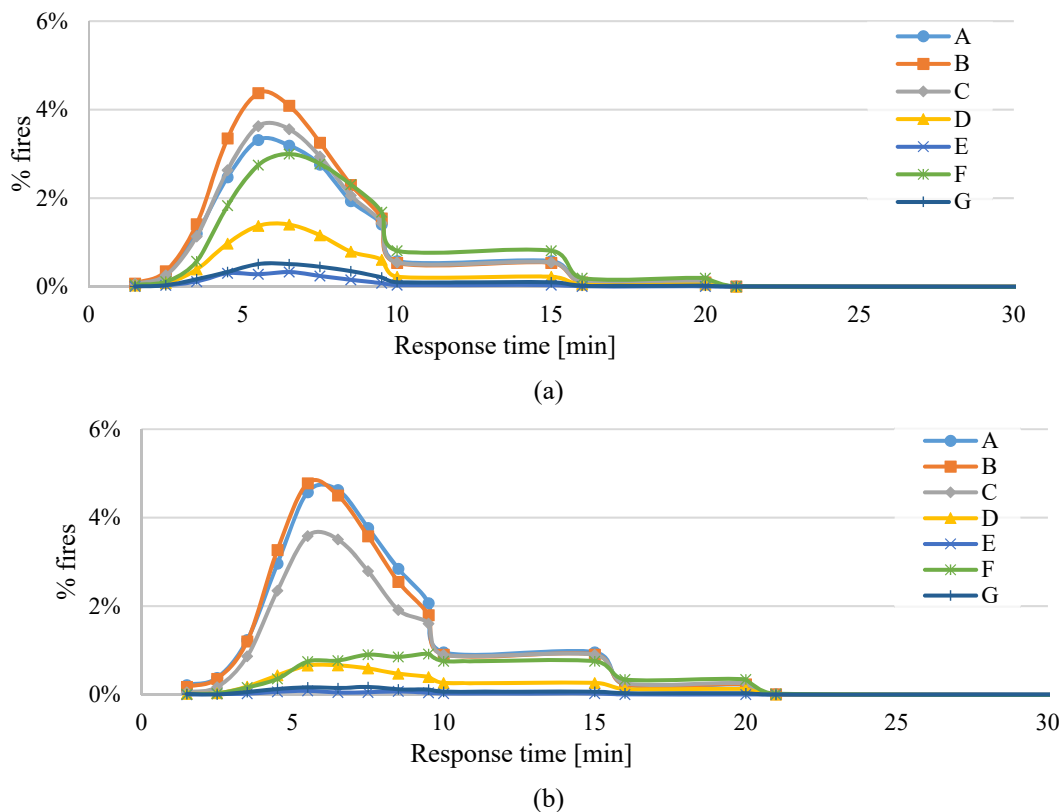 6%
4%
2%
0%
% fires
A
B
C
D
E
F
G
0 5 10 15 20 25 30
Response time [min]
(a)
6%
4%
2%
0%
% fires
A
B
C
D
E
F
G
0 5 10 15 20 25 30
Response time [min]
(b)